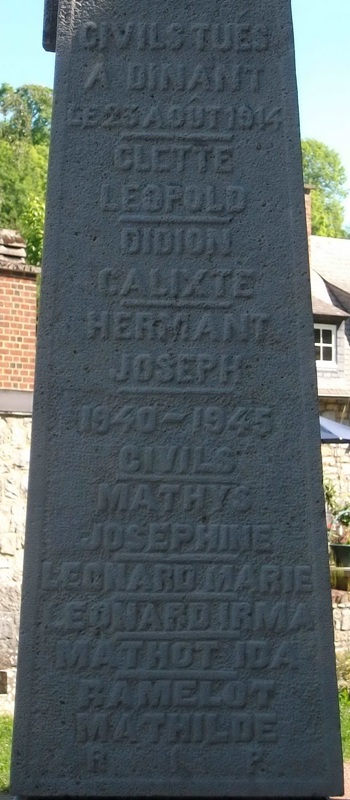 CIVILS TUES
A DINANT
LE 23 AOUT 1914
CLETTE
LEOPOLD
DIDION
CALIXTE
HERMANT
JOSEPH
1940-1945
CIVILS
MATHYS
JOSEPHINE
LEONARD MARIE
LEONARD IRMA
MATHOT IDA
RAMELOT
MATHILDE
R I P